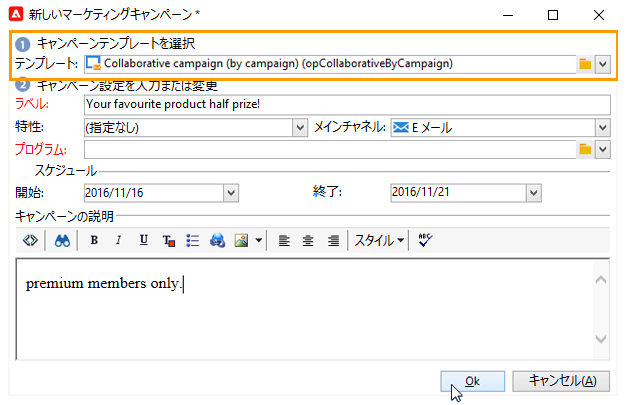 新しいマーケティングキャンペーン *
1 キャンペーンテンプレートを選択
テンプレート: Collaborative campaign (by campaign) (opCollaborativeByCampaign)
2 キャンペーン設定を入力または変更
ラベル: Your favourite product half prize!
特性: (指定なし) メインチャネル: Eメール
プログラム:
スケジュール
開始: 2016/11/16 終了: 2016/11/21
キャンペーンの説明
B I U T スタイル ABC
premium members only.
Ok キャンセル(A)